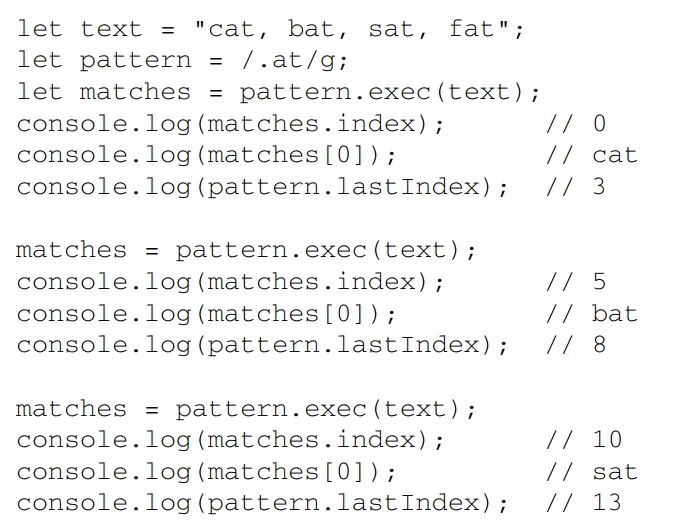 let text = "cat, bat, sat, fat";
let pattern = /.at/g;
let matches = pattern.exec(text);
console.log(matches.index);       // 0
console.log(matches[0]);          // cat
console.log(pattern.lastIndex);   // 3

matches = pattern.exec(text);
console.log(matches.index);       // 5
console.log(matches[0]);          // bat
console.log(pattern.lastIndex);   // 8

matches = pattern.exec(text);
console.log(matches.index);       // 10
console.log(matches[0]);          // sat
console.log(pattern.lastIndex);   // 13